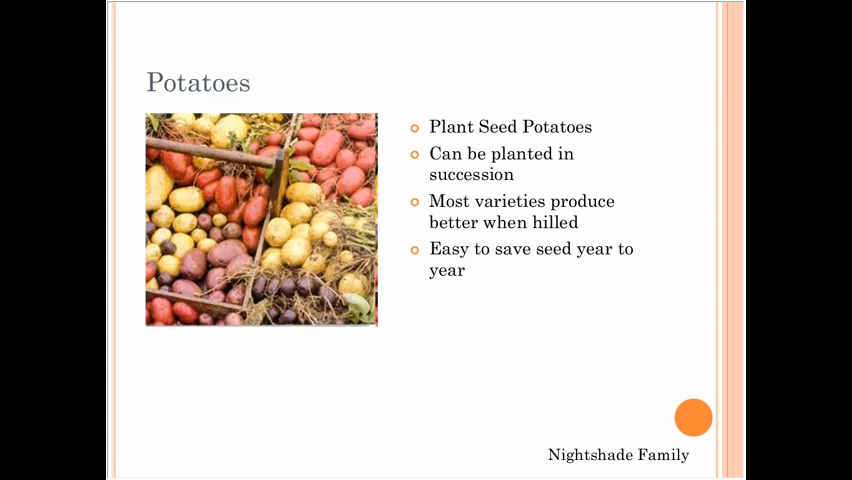 Potatoes
Plant Seed Potatoes
Can be planted in
succession
Most varieties produce
better when hilled
Easy to save seed year to
year
Nightshade Family